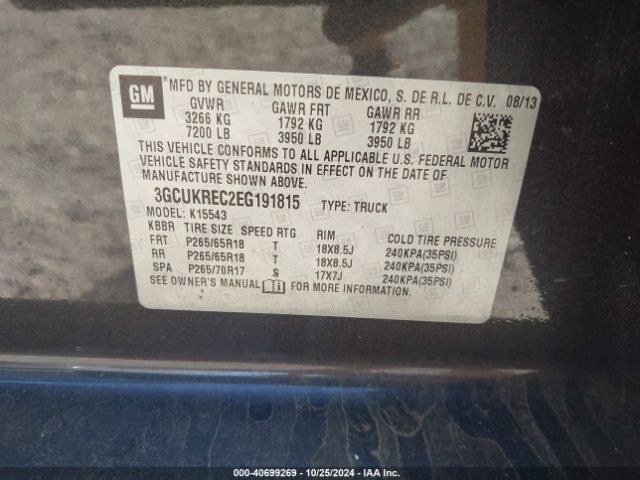 GM
MFD BY GENERAL MOTORS DE MEXICO, S. DE R.L. DE C.V. 08/13
GVWR GAWR FRT GAWR RR
3266 KG 1792 KG 1792 KG
7200 LB 3950 LB 3950 LB
THIS VEHICLE CONFORMS TO ALL APPLICABLE U.S. FEDERAL MOTOR
VEHICLE SAFETY STANDARDS IN EFFECT ON THE DATE OF
MANUFACTURE SHOWN ABOVE.
3GCUKREC2EG191815 TYPE: TRUCK
MODEL: K15543
KBBR TIRE SIZE SPEED RTG RIM COLD TIRE PRESSURE
FRT P265/65R18 T 18X8.5J 240KPA(35PSI)
RR P265/65R18 T 18X8.5J 240KPA(35PSI)
SPA P265/70R17 S 17X7J 240KPA(35PSI)
SEE OWNER'S MANUAL FOR MORE INFORMATION.
000-40699269 - 10/25/2024 - IAA Inc.